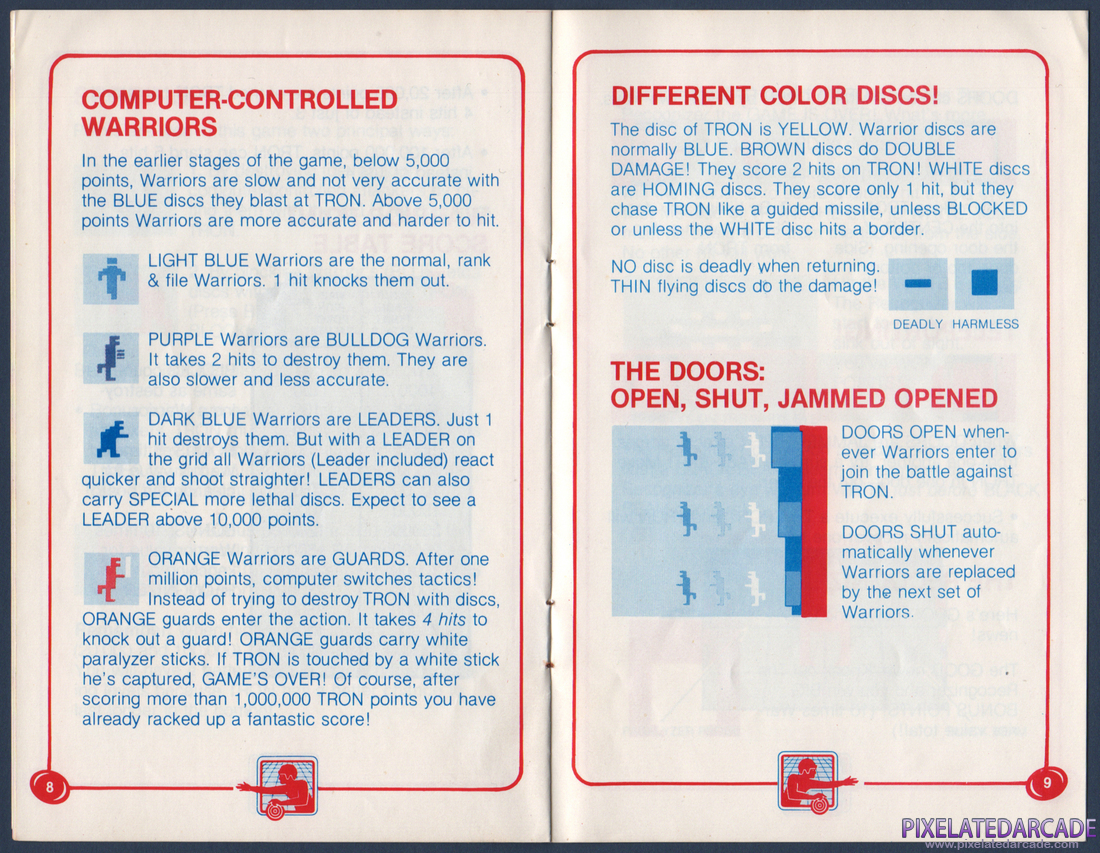 COMPUTER-CONTROLLED
WARRIORS
In the earlier stages of the game, below 5,000
points, Warriors are slow and not very accurate with
the BLUE discs they blast at TRON. Above 5,000
points Warriors are more accurate and harder to hit.
LIGHT BLUE Warriors are the normal, rank
& file Warriors. 1 hit knocks them out.
PURPLE Warriors are BULLDOG Warriors.
It takes 2 hits to destroy them. They are
also slower and less accurate.
DARK BLUE Warriors are LEADERS. Just 1
hit destroys them. But with a LEADER on
the grid all Warriors (Leader included) react
quicker and shoot straighter! LEADERS can also
carry SPECIAL more lethal discs. Expect to see a
LEADER above 10,000 points.
ORANGE Warriors are GUARDS. After one
million points, computer switches tactics!
Instead of trying to destroy TRON with discs,
ORANGE guards enter the action. It takes 4 hits to
knock out a guard! ORANGE guards carry white
paralyzer sticks. If TRON is touched by a white stick
he's captured, GAME'S OVER! Of course, after
scoring more than 1,000,000 TRON points you have
already racked up a fantastic score!
8
DIFFERENT COLOR DISCS!
The disc of TRON is YELLOW. Warrior discs are
normally BLUE. BROWN discs do DOUBLE
DAMAGE! They score 2 hits on TRON! WHITE discs
are HOMING discs. They score only 1 hit, but they
chase TRON like a guided missile, unless BLOCKED
or unless the WHITE disc hits a border.
NO disc is deadly when returning.
THIN flying discs do the damage!
DEADLY HARMLESS
THE DOORS:
OPEN, SHUT, JAMMED OPENED
DOORS OPEN when-
ever Warriors enter to
join the battle against
TRON.
DOORS SHUT auto-
matically whenever
Warriors are replaced
by the next set of
Warriors.
9
PIXELATEDARCADE
www.pixelatedarcade.com